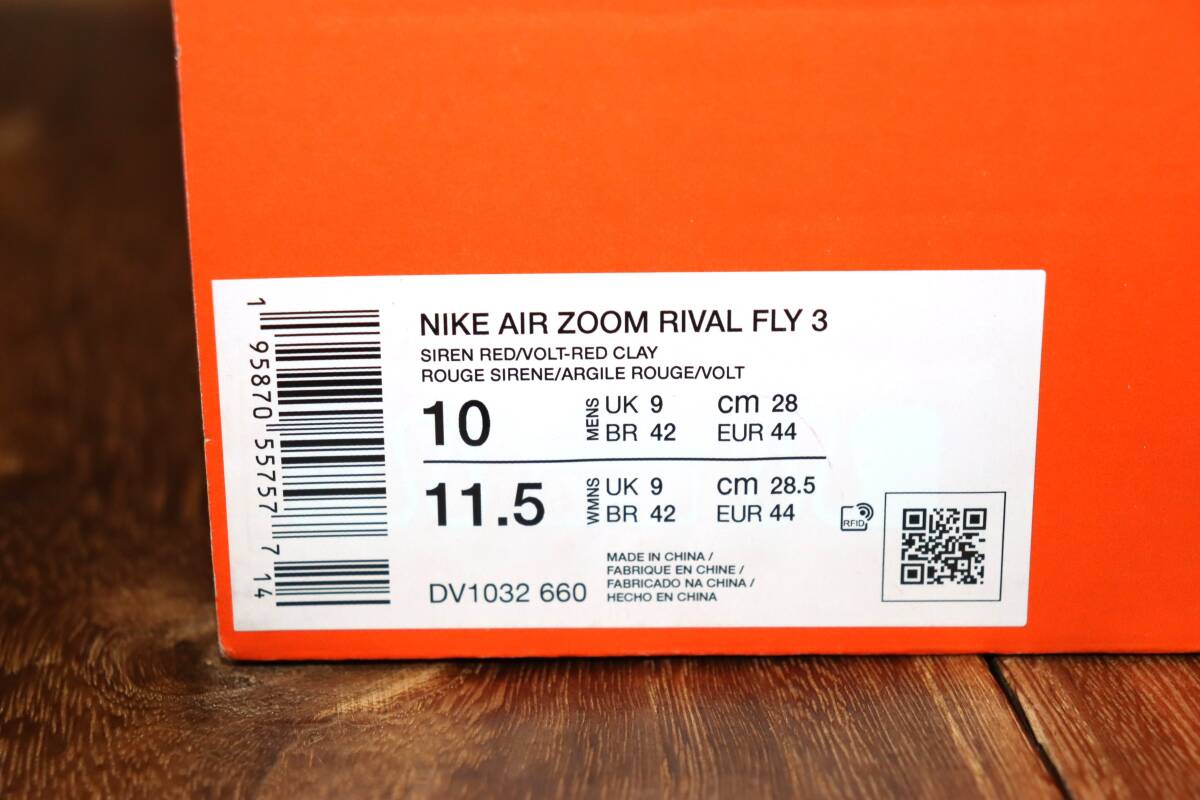 NIKE AIR ZOOM RIVAL FLY 3
SIREN RED/VOLT-RED CLAY
ROUGE SIRENE/ARGILE ROUGE/VOLT
10
MENS
UK 9 cm 28
BR 42 EUR 44
11.5
WMNS
UK 9 cm 28.5
BR 42 EUR 44
RFID
DV1032 660
MADE IN CHINA /
FABRIQUE EN CHINE /
FABRICADO NA CHINA /
HECHO EN CHINA
1 95870 55757 7 14